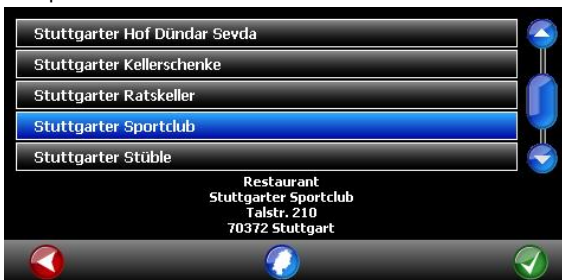 Stuttgarter Hof Dündar Sevda
Stuttgarter Kellerschenke
Stuttgarter Ratskeller
Stuttgarter Sportclub
Stuttgarter Stüble
Restaurant
Stuttgarter Sportclub
Talstr. 210
70372 Stuttgart